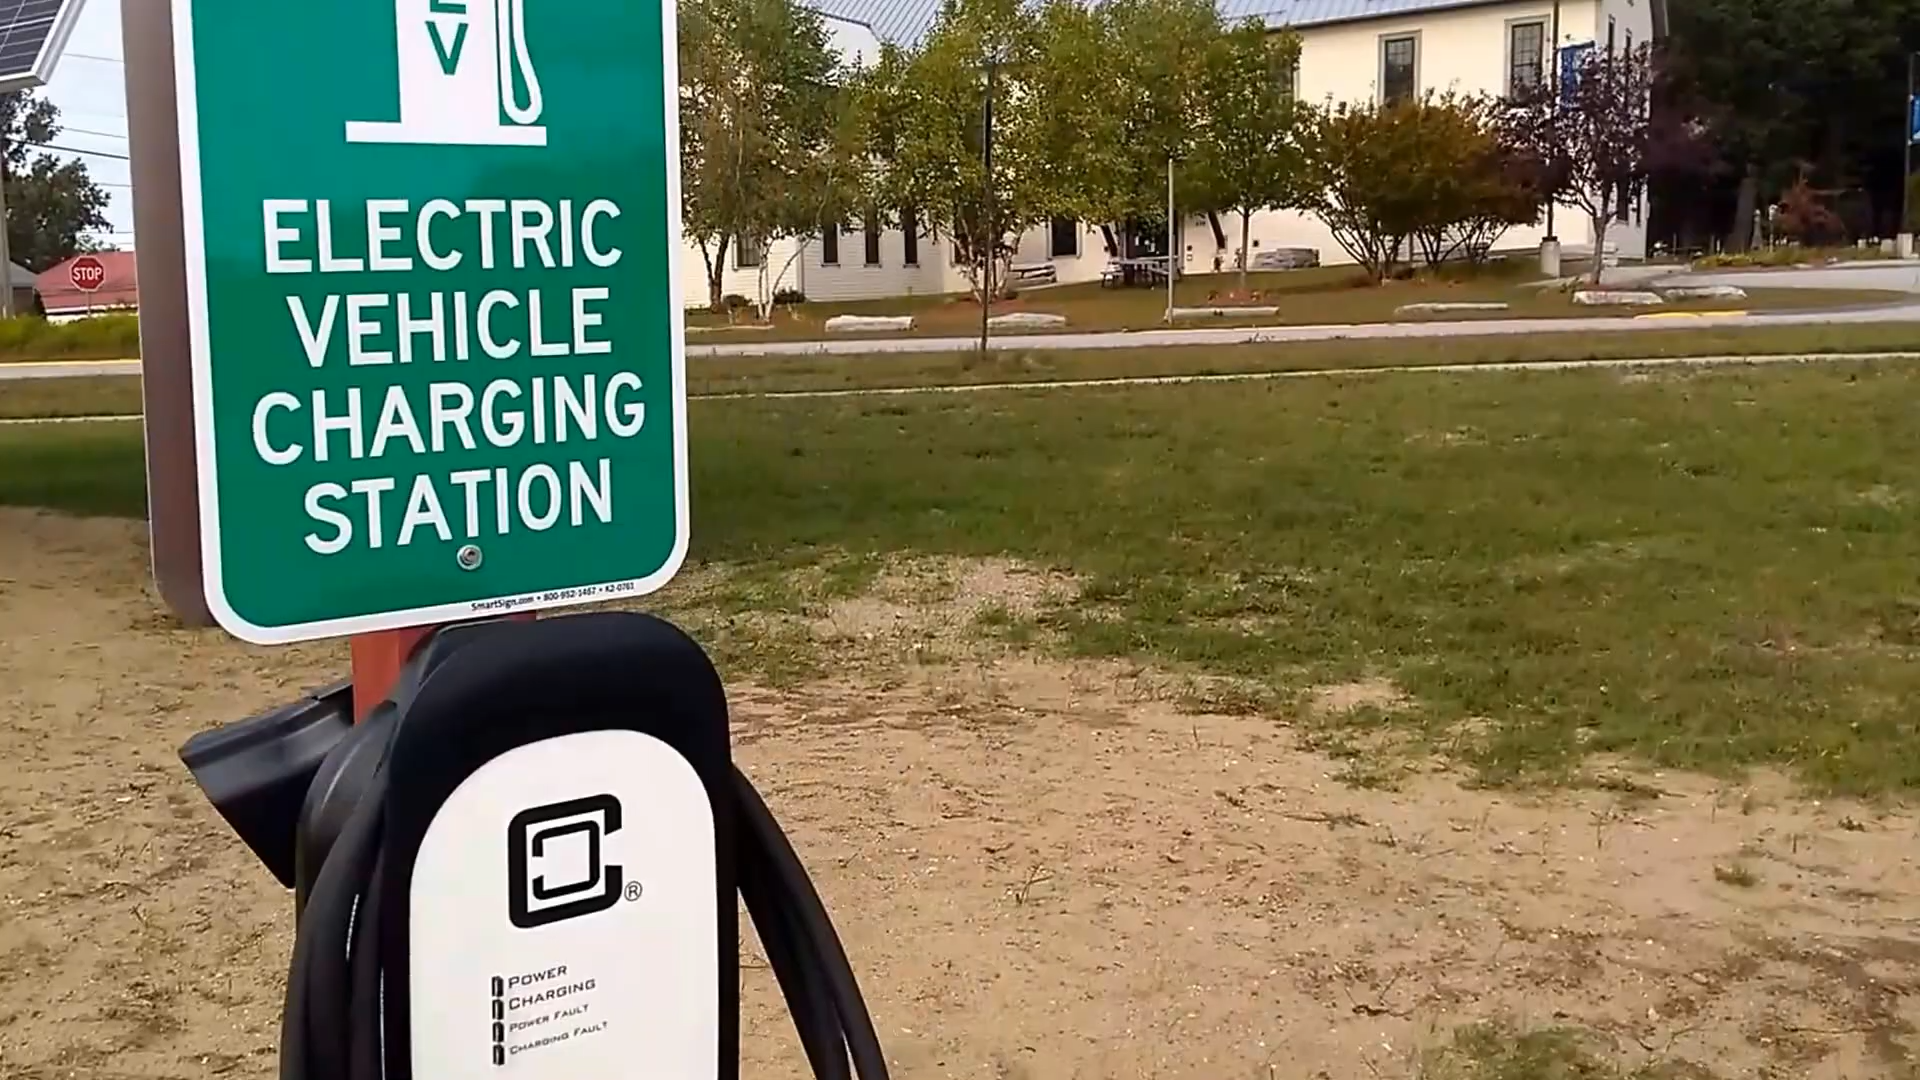 EV
ELECTRIC
VEHICLE
CHARGING
STATION
SmartSign.com • 800-952-1457 • K2-0761
STOP
®
POWER
CHARGING
POWER FAULT
CHARGING FAULT